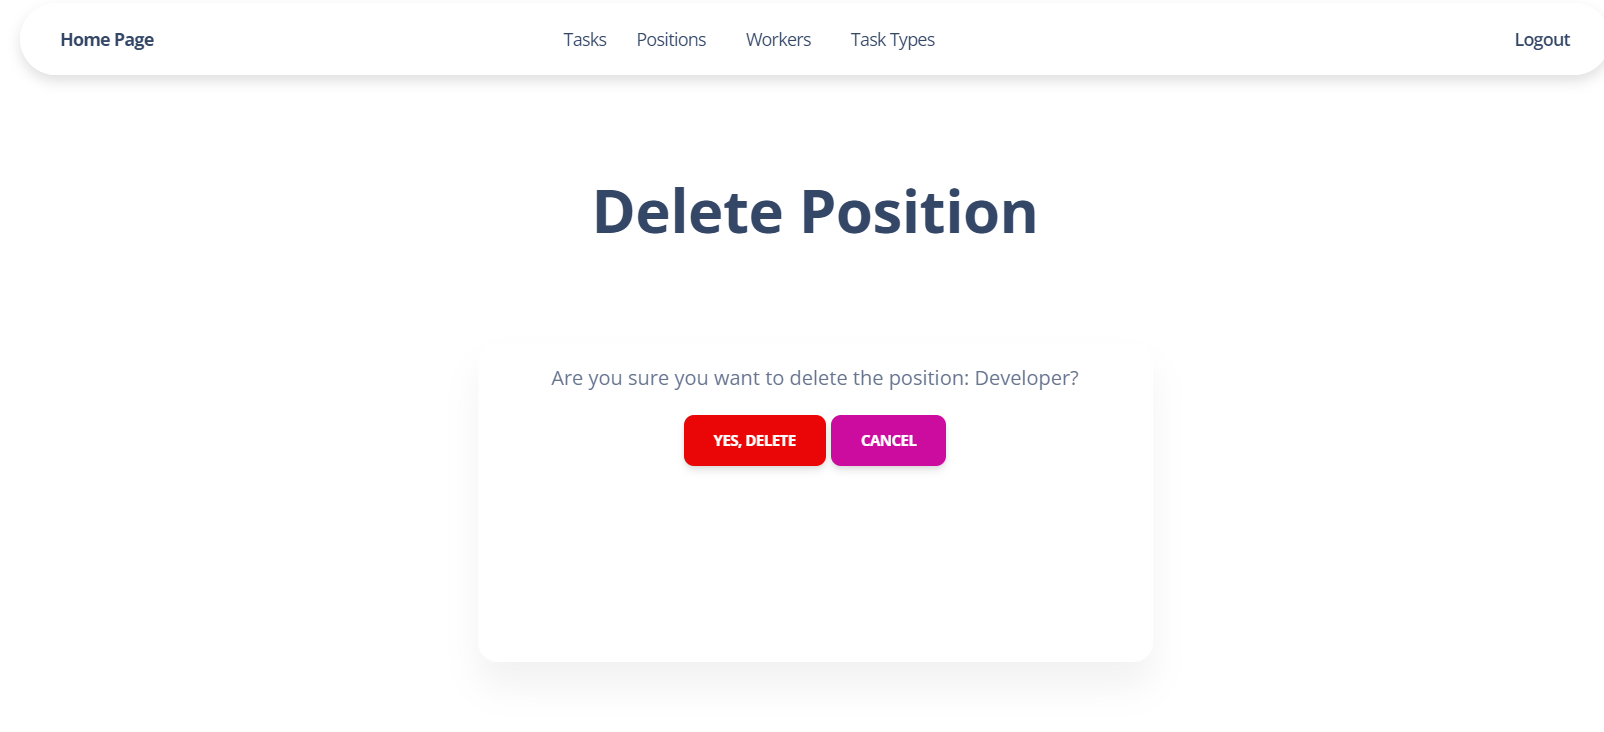 Home Page Tasks Positions Workers Task Types Logout
Delete Position
Are you sure you want to delete the position: Developer?
YES, DELETE CANCEL